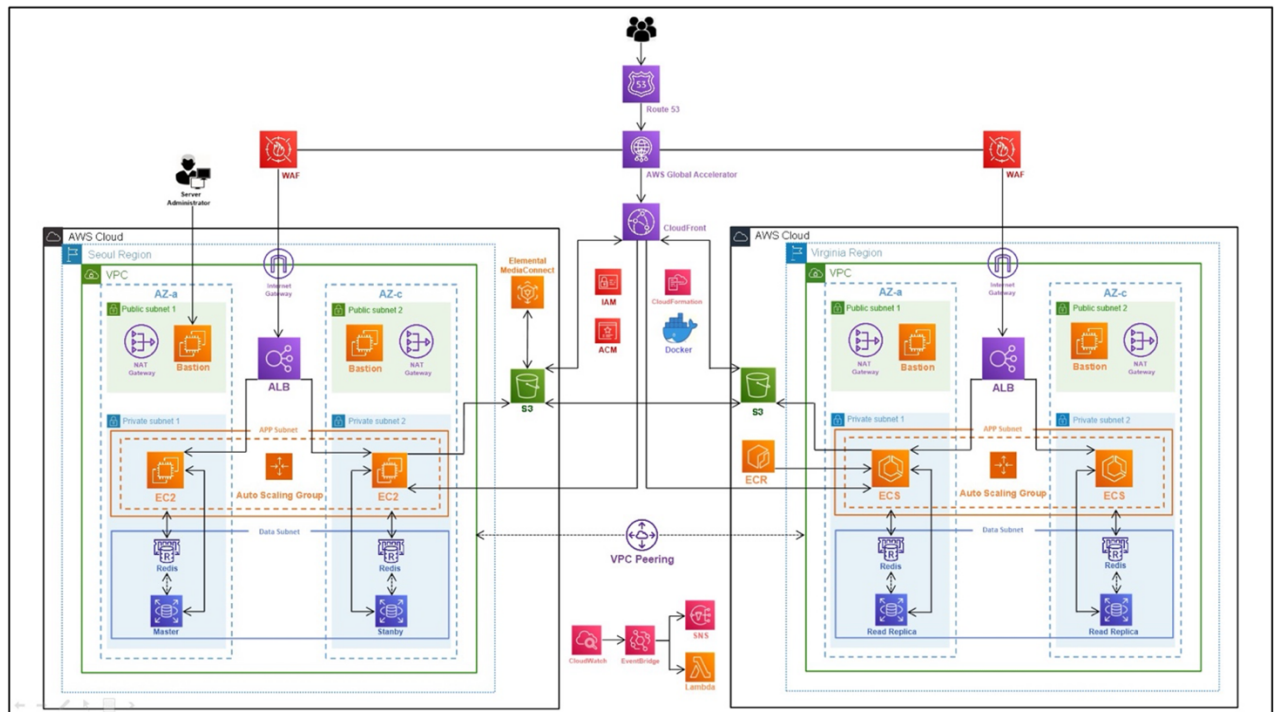 53
Route 53
WAF
AWS Global Accelerator
WAF
Server
Administrator
CloudFront
AWS Cloud
Seoul Region
VPC
Internet
Gateway
AZ-a
AZ-c
Public subnet 1
Public subnet 2
NAT
Gateway
Bastion
ALB
Bastion
NAT
Gateway
Private subnet 1
Private subnet 2
APP Subnet
EC2
Auto Scaling Group
EC2
Data Subnet
R
Redis
R
Redis
Master
Stanby
Elemental
MediaConnect
S3
IAM
CloudFormation
ACM
Docker
S3
ECR
VPC Peering
CloudWatch
EventBridge
SNS
Lambda
AWS Cloud
Virginia Region
VPC
Internet
Gateway
AZ-a
AZ-c
Public subnet 1
Public subnet 2
NAT
Gateway
Bastion
ALB
Bastion
NAT
Gateway
Private subnet 1
Private subnet 2
APP Subnet
ECS
Auto Scaling Group
ECS
Data Subnet
R
Redis
R
Redis
Read Replica
Read Replica